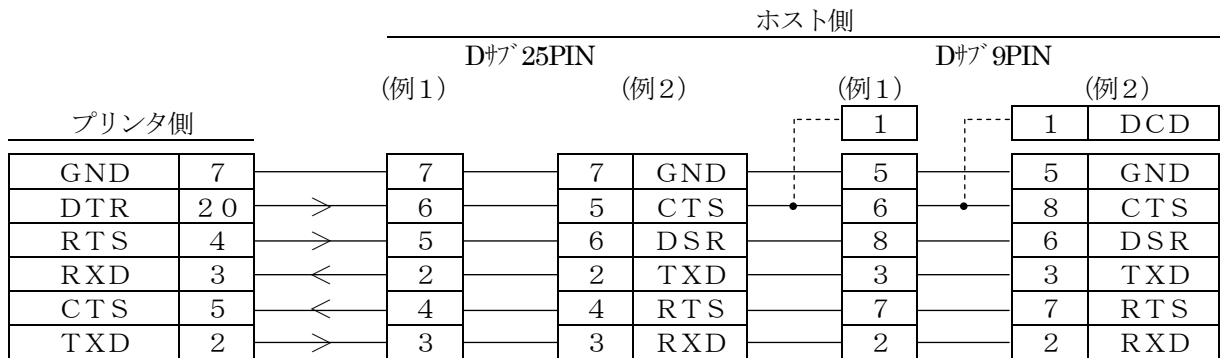 ホスト側
Dｻﾌﾞ25PIN Dｻﾌﾞ9PIN
(例1) (例2) (例1) (例2)
プリンタ側 1 1 DCD
GND 7 7 7 GND 5 5 GND
DTR 20 6 5 CTS 6 8 CTS
RTS 4 5 6 DSR 8 6 DSR
RXD 3 2 2 TXD 3 3 TXD
CTS 5 4 4 RTS 7 7 RTS
TXD 2 3 3 RXD 2 2 RXD